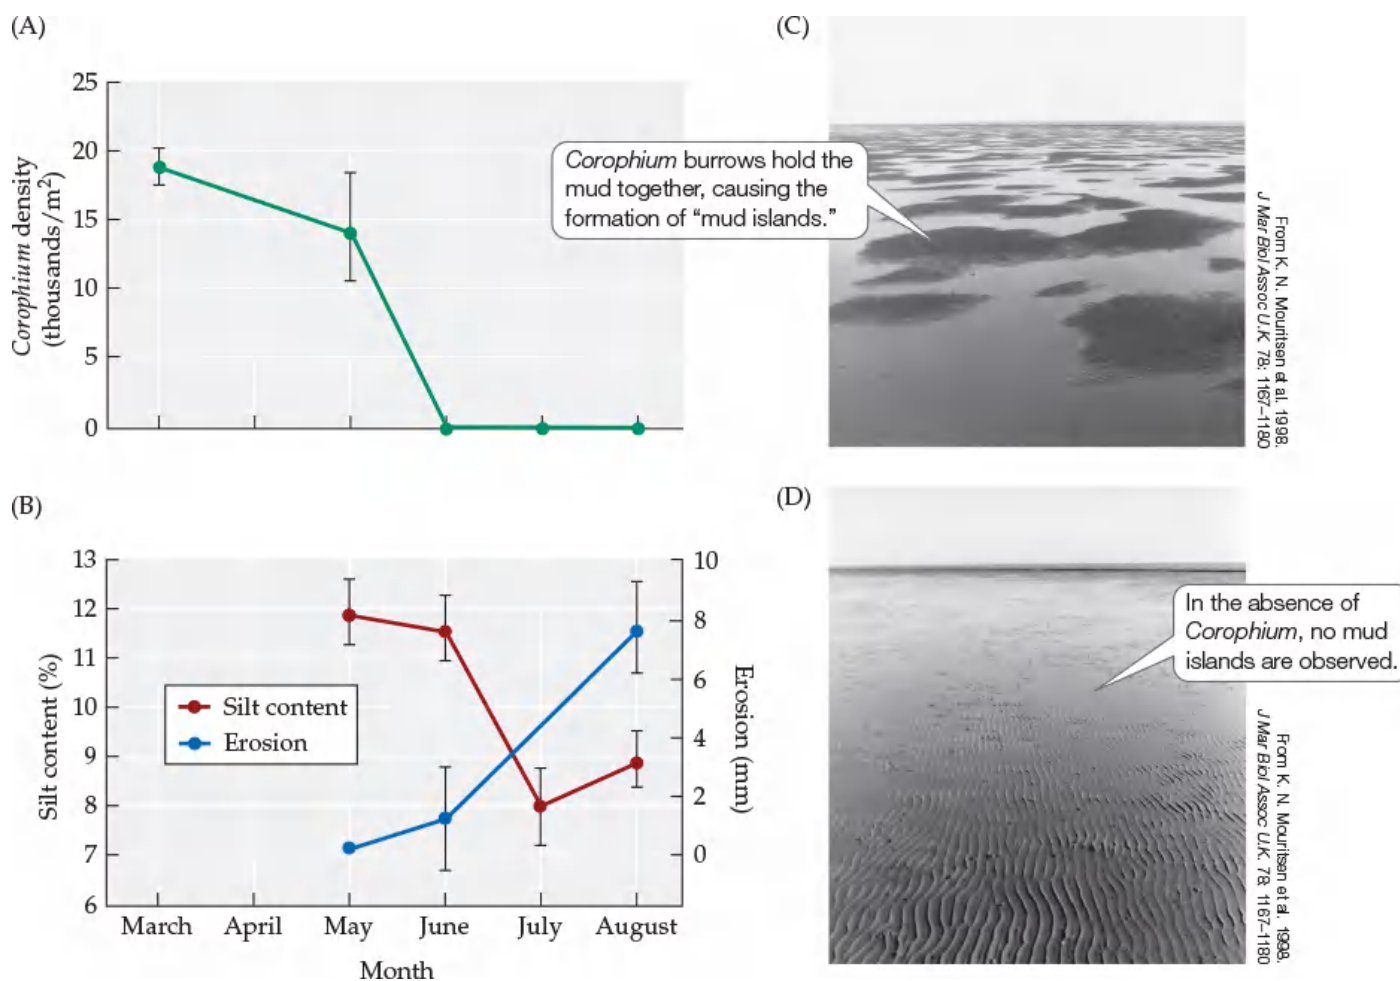 (A)
25
20
15
10
5
0
Corophium density
(thousands/m²)
(C)
Corophium burrows hold the
mud together, causing the
formation of “mud islands.”
From K. N. Mouritsen et al. 1998.
J Mar Biol Assoc U.K. 78: 1167–1180
(B)
13
12
11
10
9
8
7
6
Silt content (%)
Silt content
Erosion
10
8
6
4
2
0
Erosion (mm)
March April May June July August
Month
(D)
In the absence of
Corophium, no mud
islands are observed.
From K. N. Mouritsen et al. 1998.
J Mar Biol Assoc U.K. 78: 1167–1180